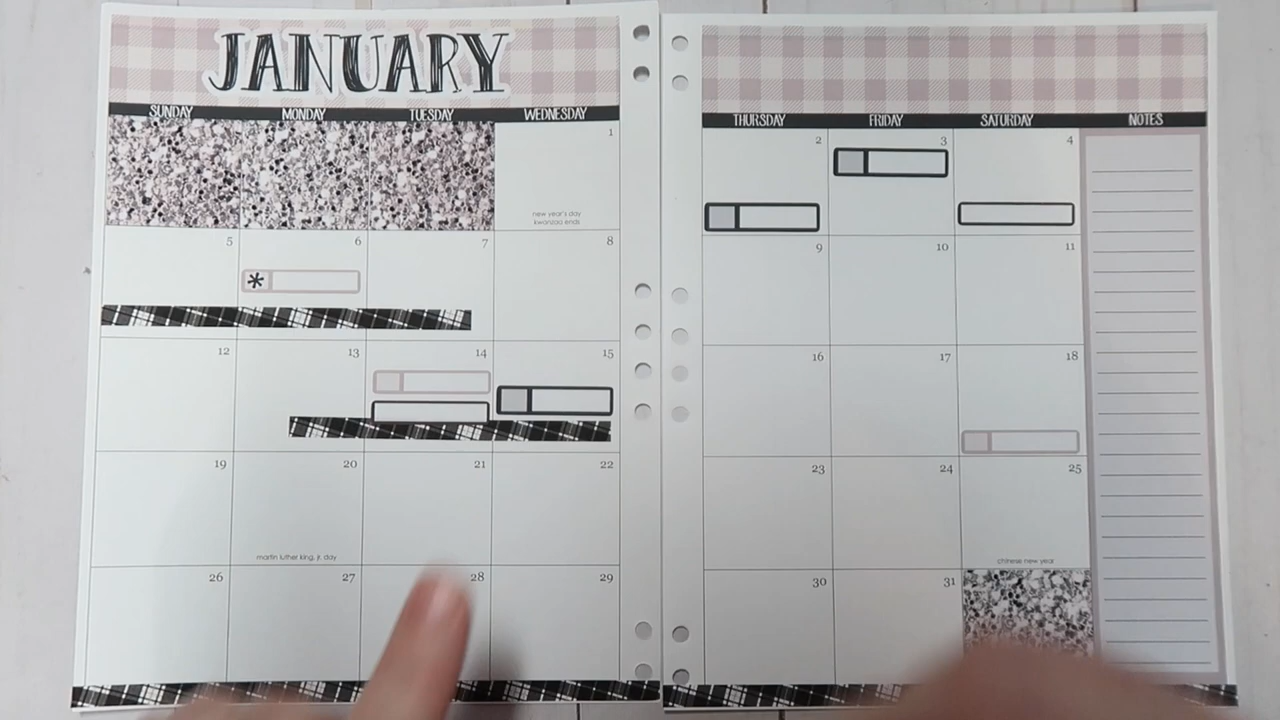 JANUARY
SUNDAY MONDAY TUESDAY WEDNESDAY THURSDAY FRIDAY SATURDAY NOTES
1 2 3 4
new year's day
kwanzaa ends
5 6 7 8 9 10 11
*
12 13 14 15 16 17 18
19 20 21 22 23 24 25
martin luther king, jr. day chinese new year
26 27 28 29 30 31